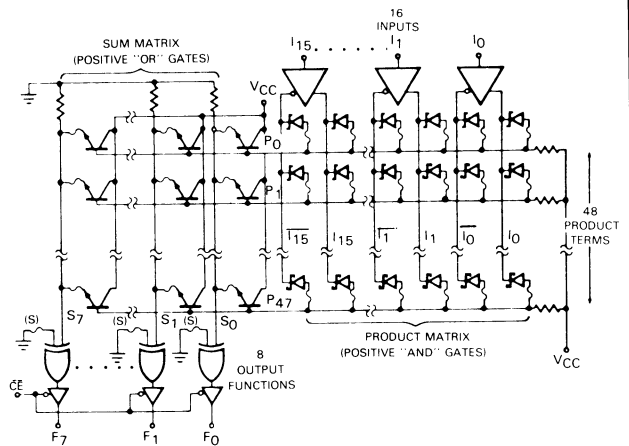 16
INPUTS
SUM MATRIX
(POSITIVE "OR" GATES)
I15 . . . . . . I1 I0
VCC
P0
P1
48
PRODUCT
TERMS
I15 I15 I1 I1 I0 I0
P47
(S) S7 (S) S1 (S) S0
PRODUCT MATRIX
(POSITIVE "AND" GATES)
VCC
8
OUTPUT
FUNCTIONS
CE
F7 F1 F0